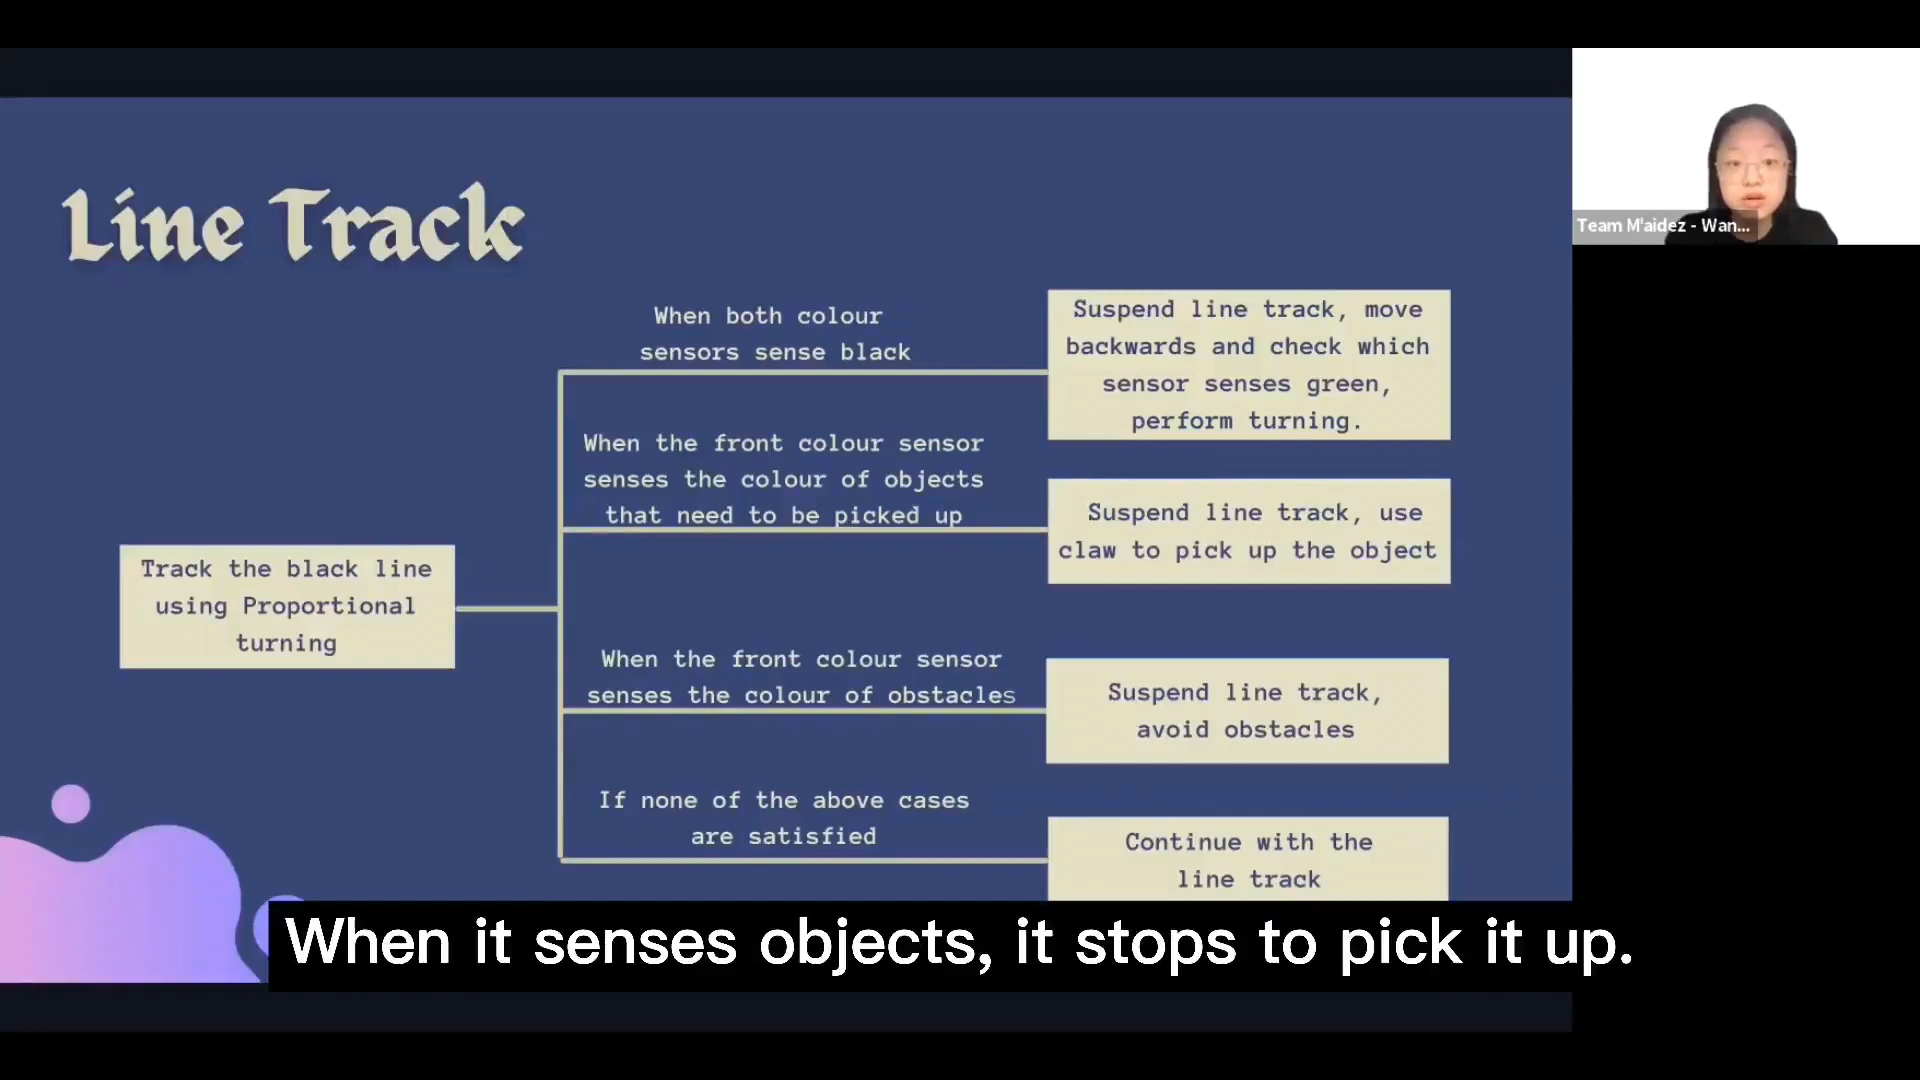 Line Track
When both colour
sensors sense black
Suspend line track, move
backwards and check which
sensor senses green,
perform turning.
When the front colour sensor
senses the colour of objects
that need to be picked up
Suspend line track, use
claw to pick up the object
Track the black line
using Proportional
turning
When the front colour sensor
senses the colour of obstacles
Suspend line track,
avoid obstacles
If none of the above cases
are satisfied
Continue with the
line track
Team M'aidez - Wan...
When it senses objects, it stops to pick it up.